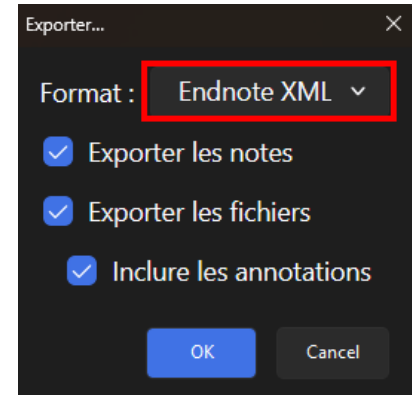 Exporter...
Format : Endnote XML
Exporter les notes
Exporter les fichiers
Inclure les annotations
OK Cancel